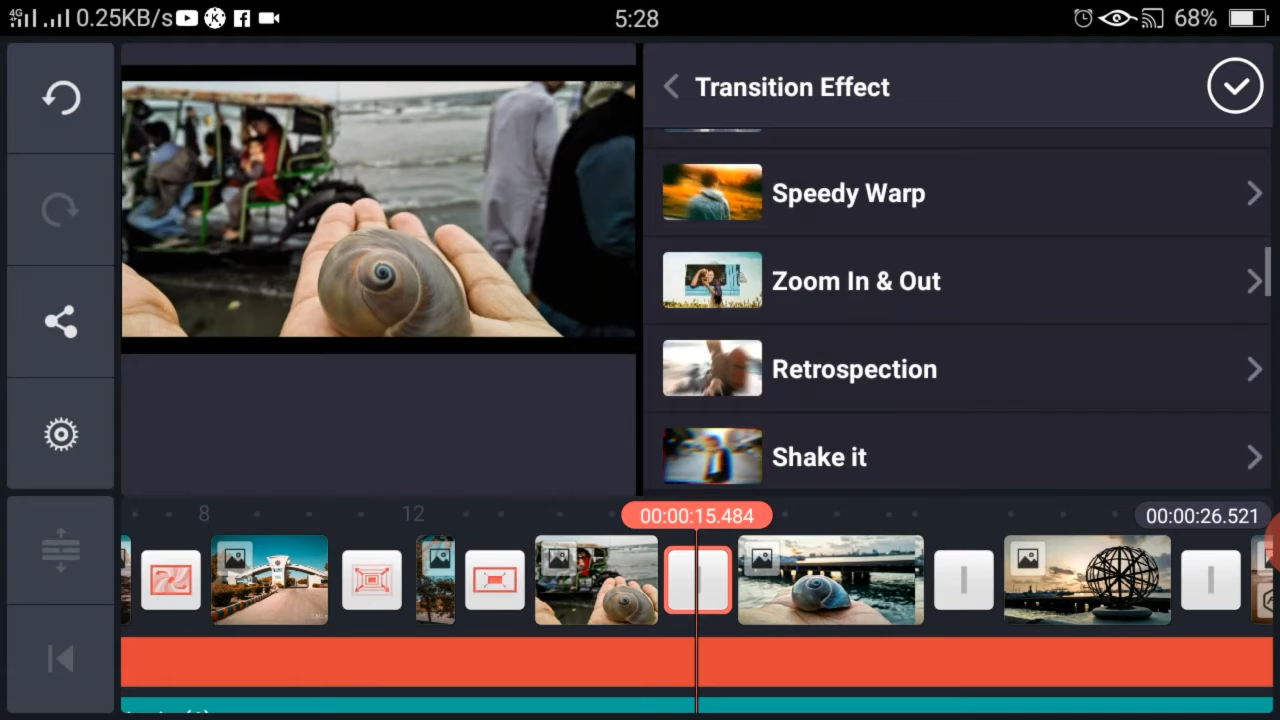 4G 0.25KB/s K 5:28 68%
Transition Effect
Speedy Warp
Zoom In & Out
Retrospection
Shake it
8 12 00:00:15.484 00:00:26.521